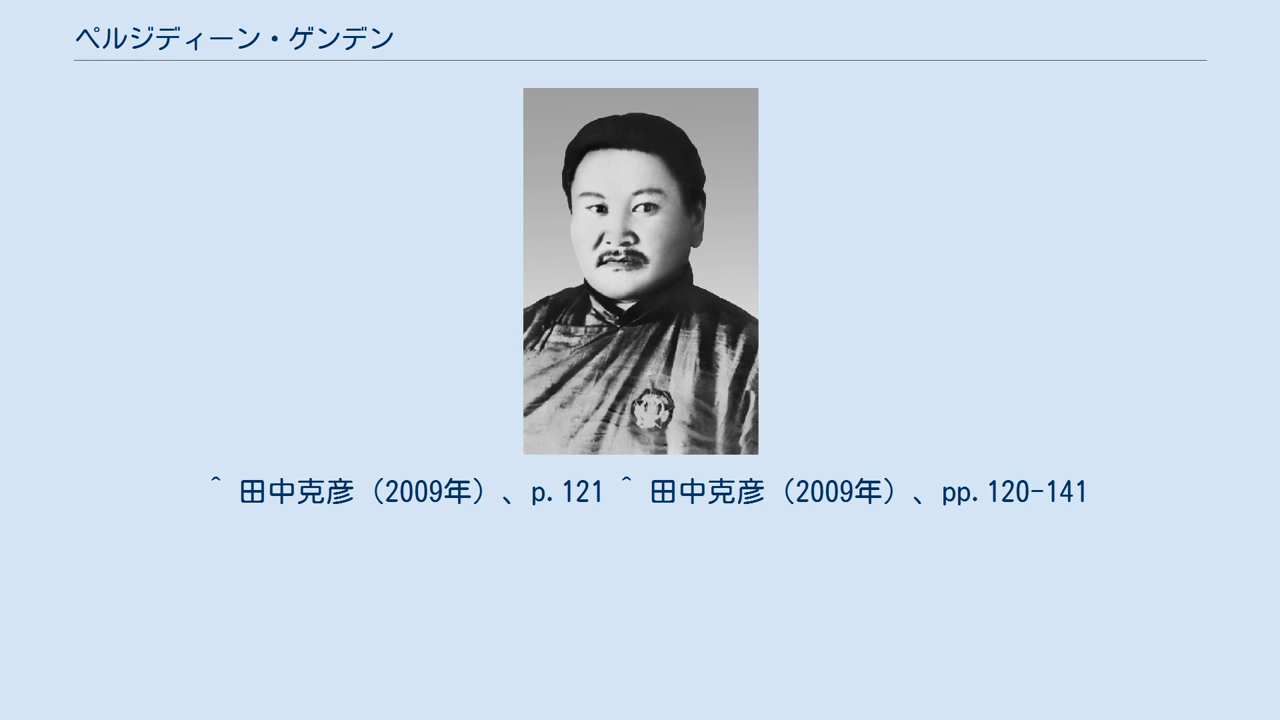 ペルジディーン・ゲンデン
^ 田中克彦（2009年）、p.121 ^ 田中克彦（2009年）、pp.120-141